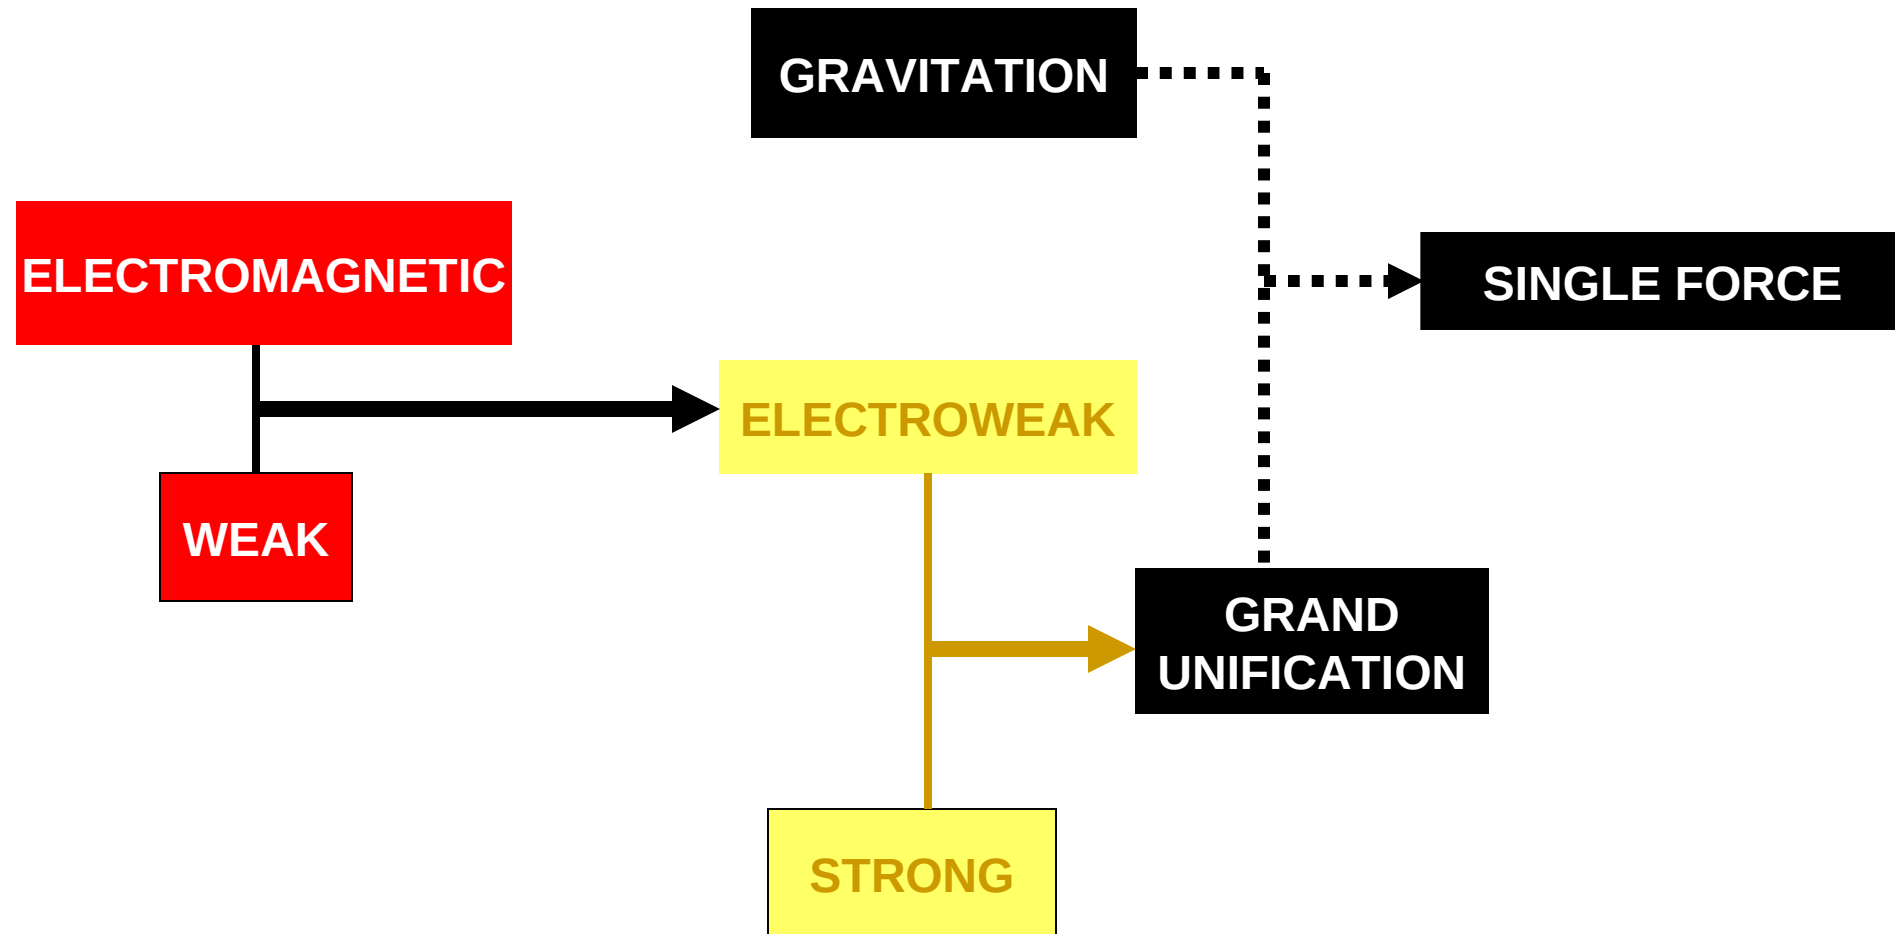 GRAVITATION
ELECTROMAGNETIC
SINGLE FORCE
ELECTROWEAK
WEAK
GRAND
UNIFICATION
STRONG